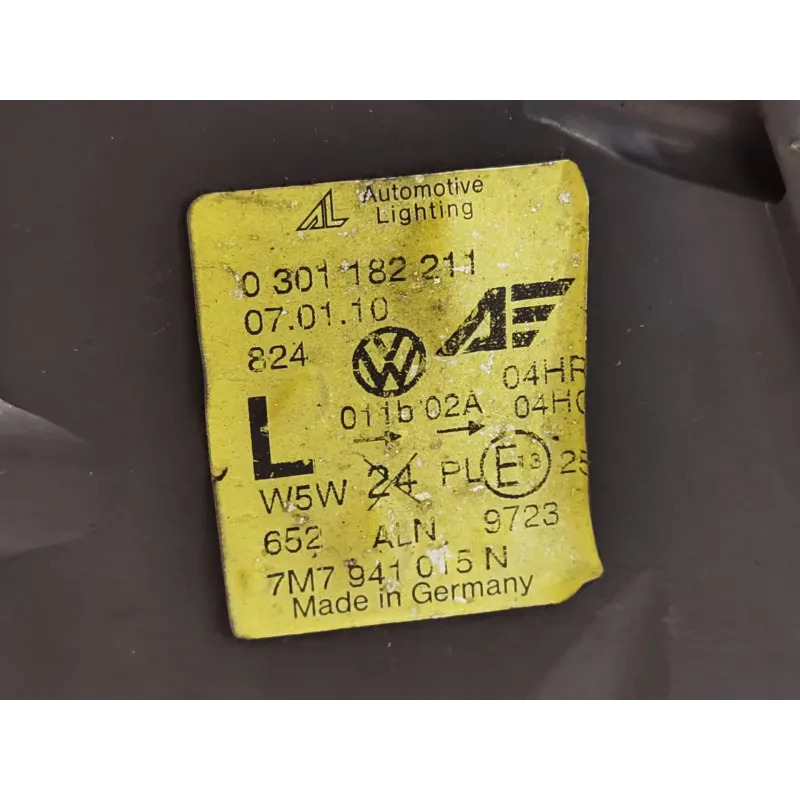 AL Automotive
Lighting
0 301 182 211
07.01.10
824
04HR
L 011b 02A 04HC
W5W 24 PL E 13 25
652 ALN 9723
7M7 941 015 N
Made in Germany